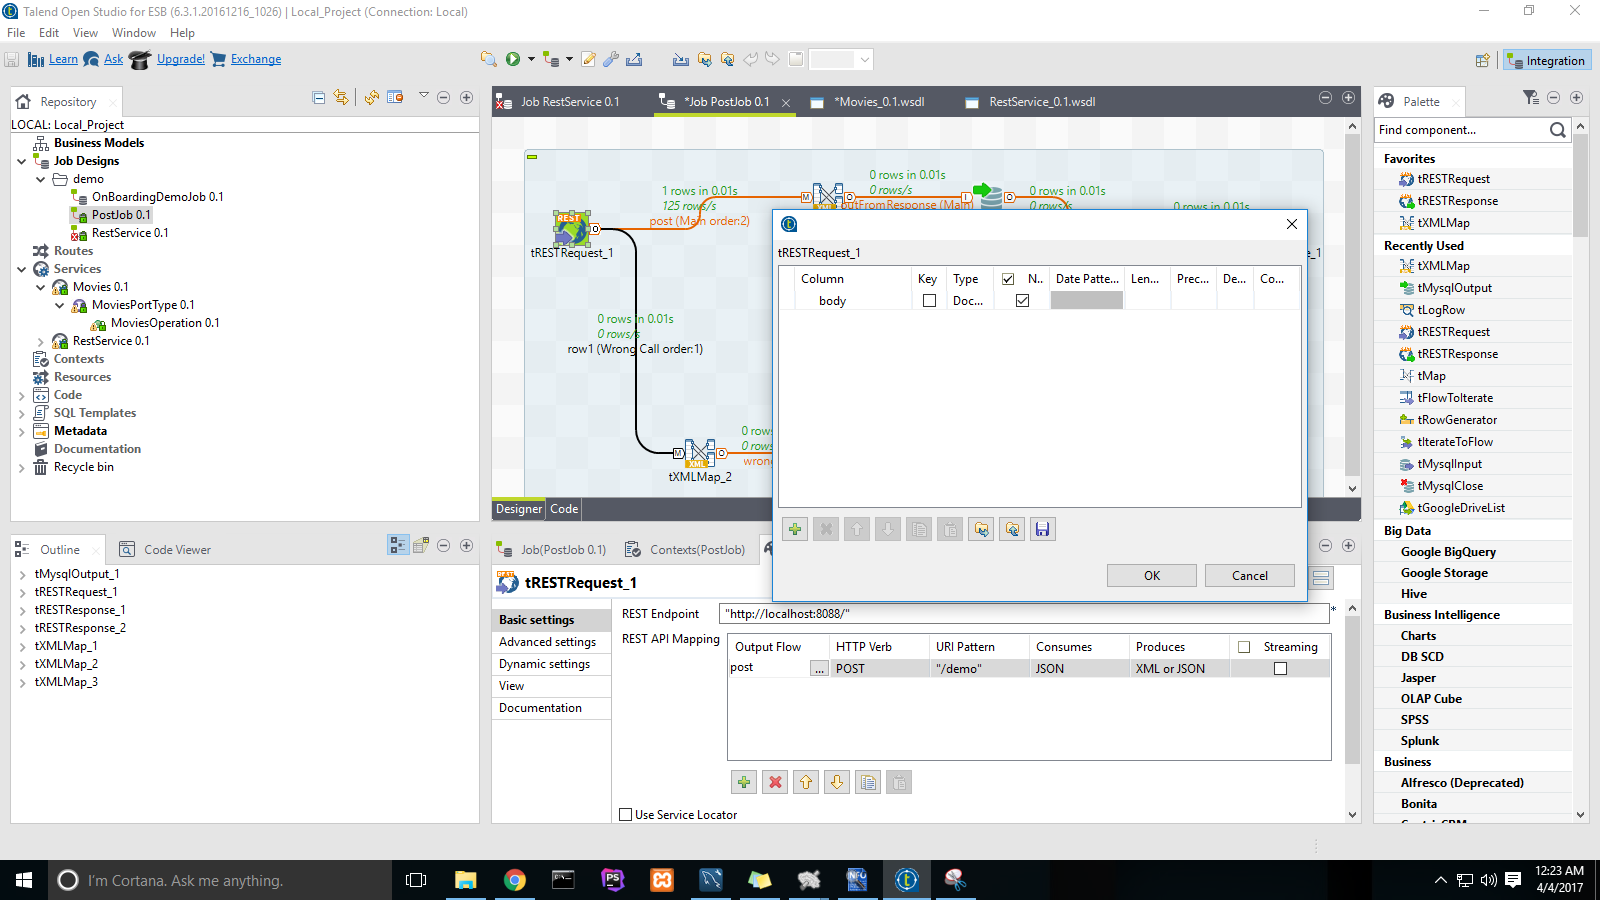 Talend Open Studio for ESB (6.3.1.20161216_1026) | Local_Project (Connection: Local)
File Edit View Window Help
Learn Ask Upgrade! Exchange
Integration
Repository
LOCAL: Local_Project
Business Models
Job Designs
demo
OnBoardingDemoJob 0.1
PostJob 0.1
RestService 0.1
Routes
Services
Movies 0.1
MoviesPortType 0.1
MoviesOperation 0.1
RestService 0.1
Contexts
Resources
Code
SQL Templates
Metadata
Documentation
Recycle bin
Outline
Code Viewer
tMysqlOutput_1
tRESTRequest_1
tRESTResponse_1
tRESTResponse_2
tXMLMap_1
tXMLMap_2
tXMLMap_3
Job RestService 0.1
*Job PostJob 0.1
*Movies_0.1.wsdl
RestService_0.1.wsdl
1 rows in 0.01s
125 rows/s
post (Main order:2)
REST
tRESTRequest_1
0 rows in 0.01s
0 rows/s
outFromResponse (Main)
0 rows in 0.01s
0 rows/s
0 rows in 0.01s
0 rows in 0.01s
0 rows/s
row1 (Wrong Call order:1)
0 rows
0 rows
wrong
XML
tXMLMap_2
Designer
Code
tRESTRequest_1
Column Key Type N.. Date Patte... Len... Prec... De... Co...
body Doc...
OK
Cancel
Job(PostJob 0.1)
Contexts(PostJob)
tRESTRequest_1
Basic settings
Advanced settings
Dynamic settings
View
Documentation
REST Endpoint "http://localhost:8088/" *
REST API Mapping
Output Flow HTTP Verb URI Pattern Consumes Produces Streaming
post ... POST "/demo" JSON XML or JSON
Use Service Locator
Palette
Find component...
Favorites
tRESTRequest
tRESTResponse
tXMLMap
Recently Used
tXMLMap
tMysqlOutput
tLogRow
tRESTRequest
tRESTResponse
tMap
tFlowToIterate
tRowGenerator
tIterateToFlow
tMysqlInput
tMysqlClose
tGoogleDriveList
Big Data
Google BigQuery
Google Storage
Hive
Business Intelligence
Charts
DB SCD
Jasper
OLAP Cube
SPSS
Splunk
Business
Alfresco (Deprecated)
Bonita
CentricCRM
I'm Cortana. Ask me anything.
12:23 AM
4/4/2017